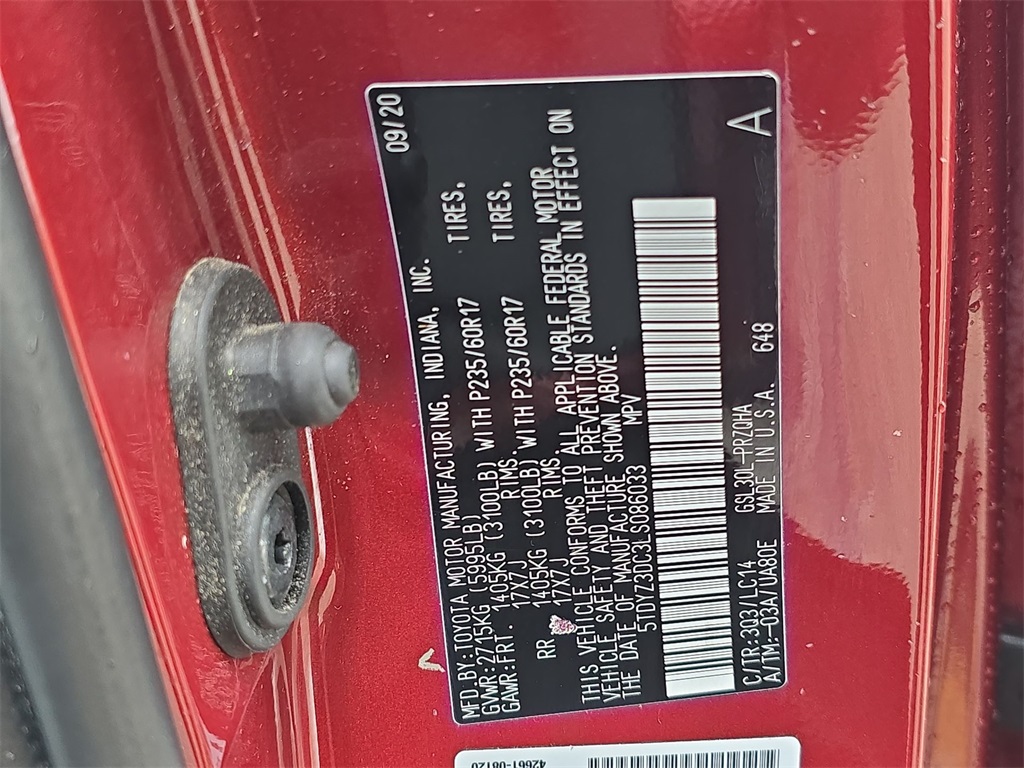 MFD.BY:TOYOTA MOTOR MANUFACTURING, INDIANA, INC. 09/20
GVWR:2715KG (5995LB)
GAWR:FRT. 1405KG (3100LB) WITH P235/60R17 TIRES.
17X7J RIMS.
RR 1405KG (3100LB) WITH P235/60R17 TIRES.
17X7J RIMS.
THIS VEHICLE CONFORMS TO ALL APPLICABLE FEDERAL MOTOR
VEHICLE SAFETY AND THEFT PREVENTION STANDARDS IN EFFECT ON
THE DATE OF MANUFACTURE SHOWN ABOVE.
5TDYZ3DC3LS086033 MPV
C/TR:3Q3/LC14 GSL30L-PRZQHA
A/TM:-03A/UA80E MADE IN U.S.A. 648 A
42661-08120